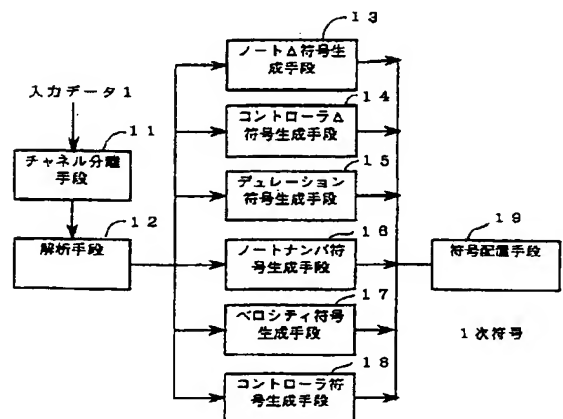 13
ノートΔ符号生
成手段
入力データ1
14
11
コントローラΔ
符号生成手段
チャネル分離
手段
15
デュレーション
符号生成手段
12
解析手段
16
ノートナンバ符
号生成手段
19
符号配置手段
17
ベロシティ符号
生成手段
1次符号
18
コントローラ符
号生成手段